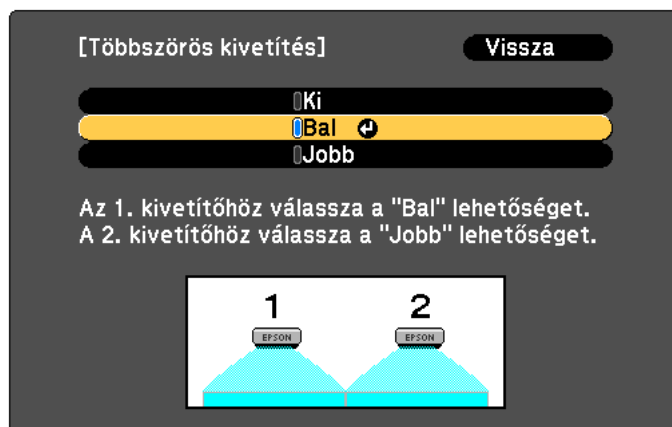 [Többszörös kivetítés] Vissza
Ki
Bal
Jobb
Az 1. kivetítőhöz válassza a "Bal" lehetőséget.
A 2. kivetítőhöz válassza a "Jobb" lehetőséget.
1 2
EPSON EPSON